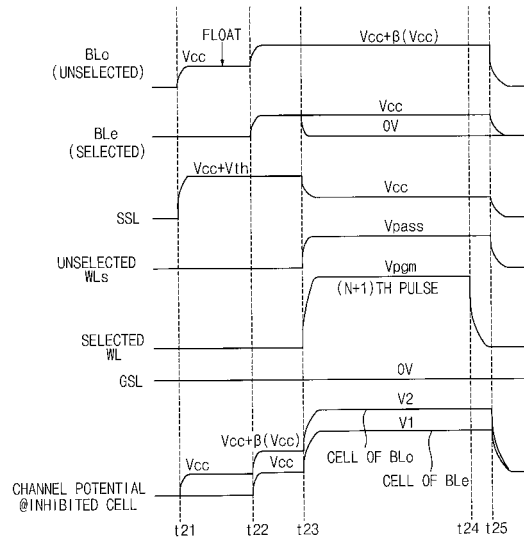 FLOAT
BLo
(UNSELECTED)
Vcc
Vcc+β(Vcc)
BLe
(SELECTED)
Vcc
0V
SSL
Vcc+Vth
Vcc
UNSELECTED
WLs
Vpass
Vpgm
(N+1)TH PULSE
SELECTED
WL
GSL
0V
Vcc+β(Vcc)
V2
V1
Vcc
Vcc
CELL OF BLo
CELL OF BLe
CHANNEL POTENTIAL
@INHIBITED CELL
t21 t22 t23 t24 t25